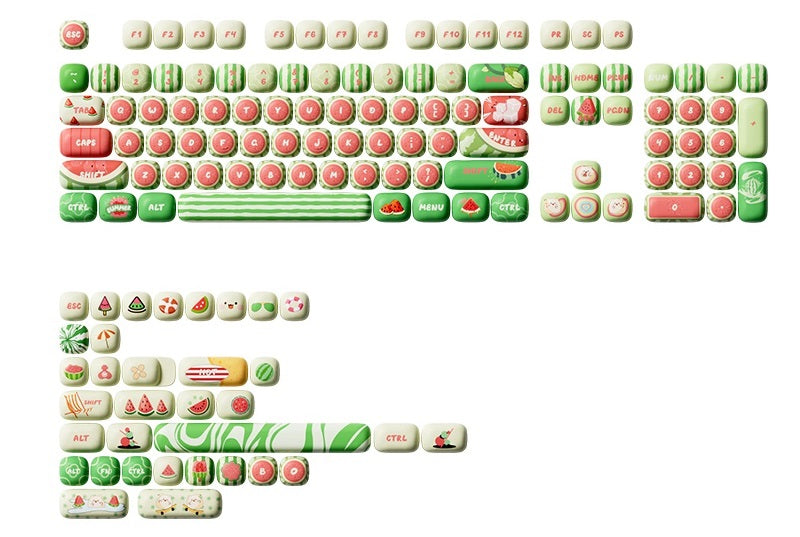 ESC F1 F2 F3 F4 F5 F6 F7 F8 F9 F10 F11 F12 PR SC PS
~ ! @ # $ % ^ & * ( ) - + INS HOME PGUP NUM / * -
TAB Q W E R T Y U I O P DEL PGDN 7 8 9 +
CAPS A S D F G H J K L ENTER 4 5 6
SHIFT Z X C V B N M SHIFT 1 2 3
CTRL SUMMER ALT MENU CTRL 0 .
ESC
HOT
SHIFT
ALT CTRL
ALT FN CTRL B O